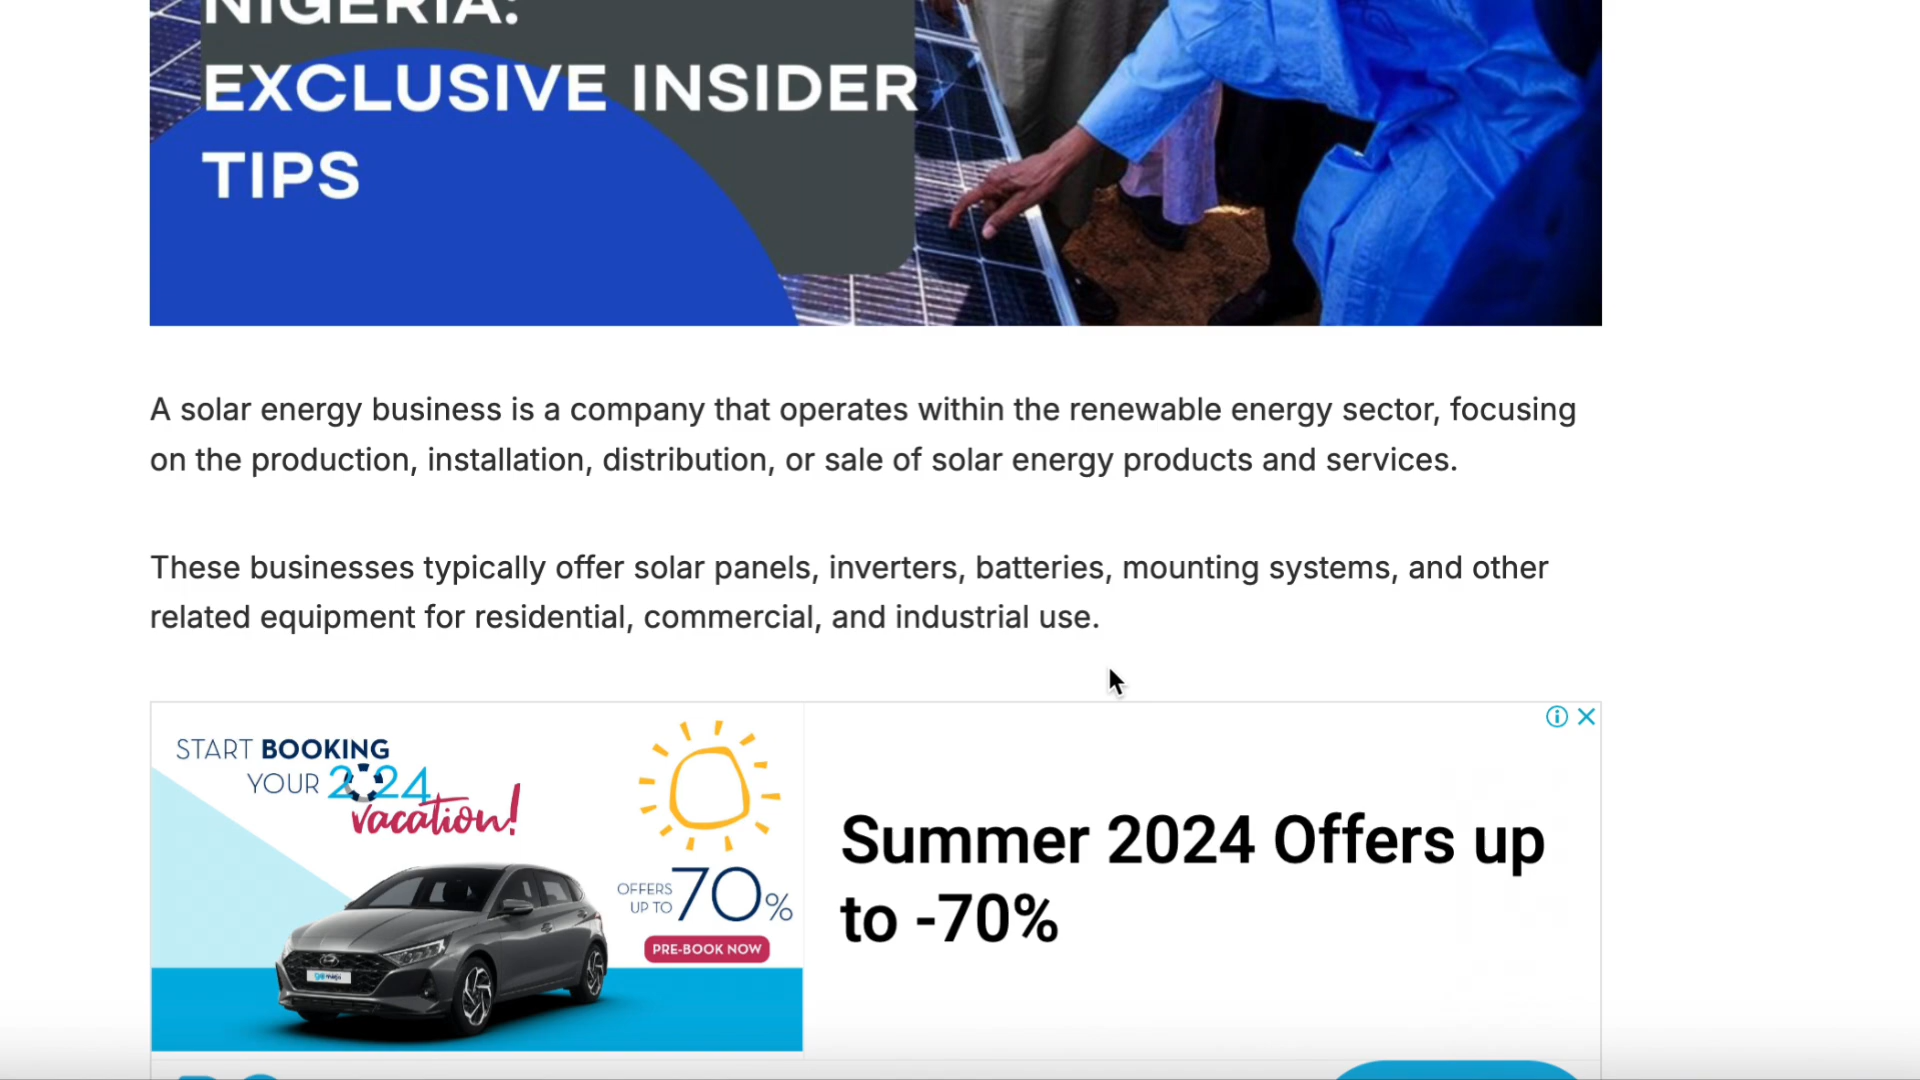 NIGERIA:
EXCLUSIVE INSIDER
TIPS
A solar energy business is a company that operates within the renewable energy sector, focusing
on the production, installation, distribution, or sale of solar energy products and services.
These businesses typically offer solar panels, inverters, batteries, mounting systems, and other
related equipment for residential, commercial, and industrial use.
START BOOKING
YOUR 2024
vacation!
OFFERS
UP TO 70%
PRE-BOOK NOW
Summer 2024 Offers up
to -70%